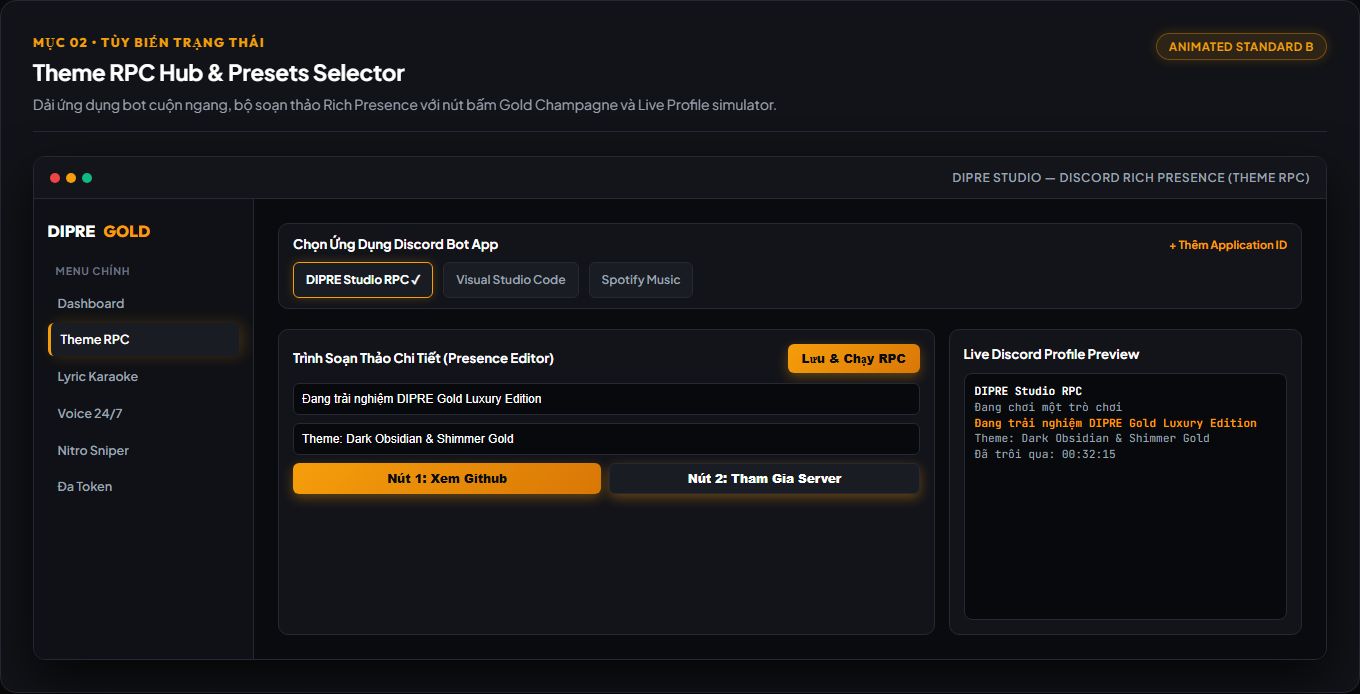 MỤC 02 • TÙY BIẾN TRẠNG THÁI
Theme RPC Hub & Presets Selector
Dải ứng dụng bot cuộn ngang, bộ soạn thảo Rich Presence với nút bấm Gold Champagne và Live Profile simulator.
ANIMATED STANDARD B
DIPRE STUDIO — DISCORD RICH PRESENCE (THEME RPC)
DIPRE GOLD
MENU CHÍNH
Dashboard
Theme RPC
Lyric Karaoke
Voice 24/7
Nitro Sniper
Đa Token
Chọn Ứng Dụng Discord Bot App
+ Thêm Application ID
DIPRE Studio RPC ✓
Visual Studio Code
Spotify Music
Trình Soạn Thảo Chi Tiết (Presence Editor)
Lưu & Chạy RPC
Đang trải nghiệm DIPRE Gold Luxury Edition
Theme: Dark Obsidian & Shimmer Gold
Nút 1: Xem Github
Nút 2: Tham Gia Server
Live Discord Profile Preview
DIPRE Studio RPC
Đang chơi một trò chơi
Đang trải nghiệm DIPRE Gold Luxury Edition
Theme: Dark Obsidian & Shimmer Gold
Đã trôi qua: 00:32:15